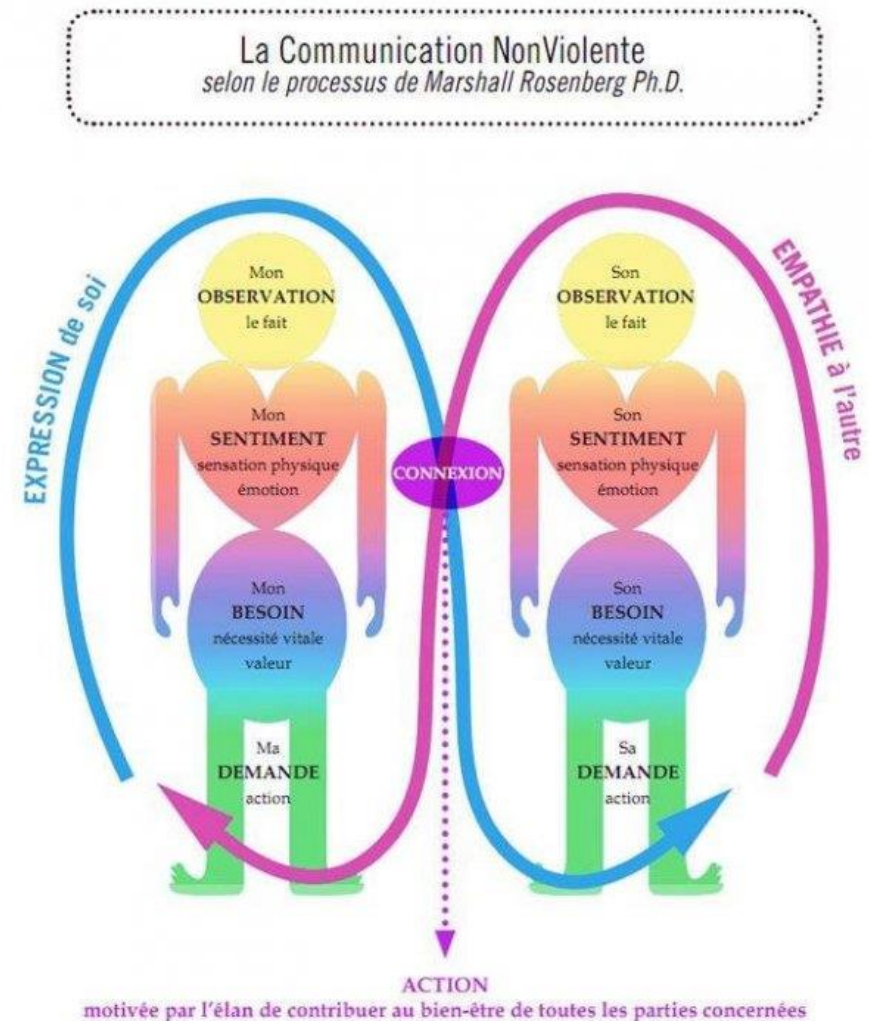 La Communication NonViolente
selon le processus de Marshall Rosenberg Ph.D.
EXPRESSION de soi
Mon
OBSERVATION
le fait
Mon
SENTIMENT
sensation physique
émotion
Mon
BESOIN
nécessité vitale
valeur
Ma
DEMANDE
action
CONNEXION
Son
OBSERVATION
le fait
Son
SENTIMENT
sensation physique
émotion
Son
BESOIN
nécessité vitale
valeur
Sa
DEMANDE
action
EMPATHIE à l'autre
ACTION
motivée par l'élan de contribuer au bien-être de toutes les parties concernées